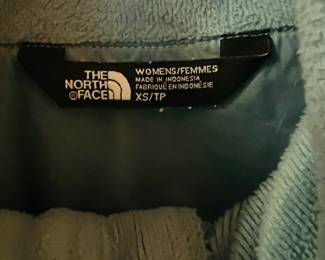 THE
NORTH
FACE
WOMENS/FEMMES
MADE IN INDONESIA
FABRIQUÉ EN INDONÉSIE
XS/TP